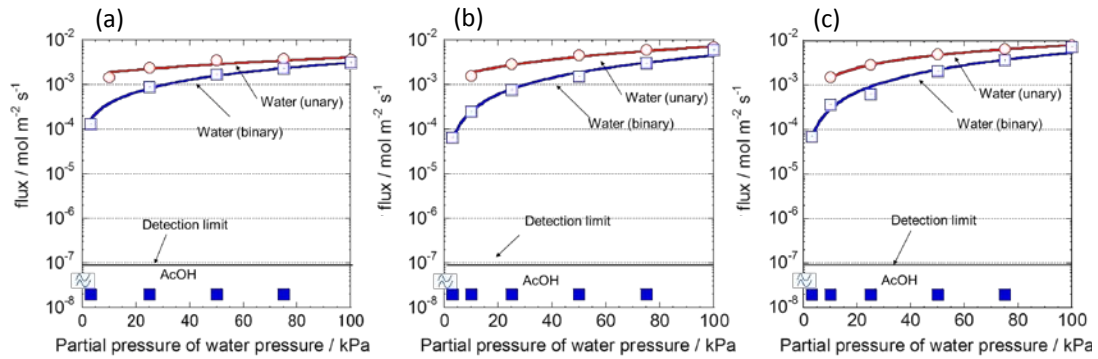 (a)
10⁻²
10⁻³
10⁻⁴
10⁻⁵
10⁻⁶
10⁻⁷
10⁻⁸
flux / mol m⁻² s⁻¹
Water (unary)
Water (binary)
Detection limit
AcOH
0 20 40 60 80 100
Partial pressure of water pressure / kPa
(b)
10⁻²
10⁻³
10⁻⁴
10⁻⁵
10⁻⁶
10⁻⁷
10⁻⁸
flux / mol m⁻² s⁻¹
Water (unary)
Water (binary)
Detection limit
AcOH
0 20 40 60 80 100
Partial pressure of water pressure / kPa
(c)
10⁻²
10⁻³
10⁻⁴
10⁻⁵
10⁻⁶
10⁻⁷
10⁻⁸
flux / mol m⁻² s⁻¹
Water (unary)
Water (binary)
Detection limit
AcOH
0 20 40 60 80 100
Partial pressure of water pressure / kPa